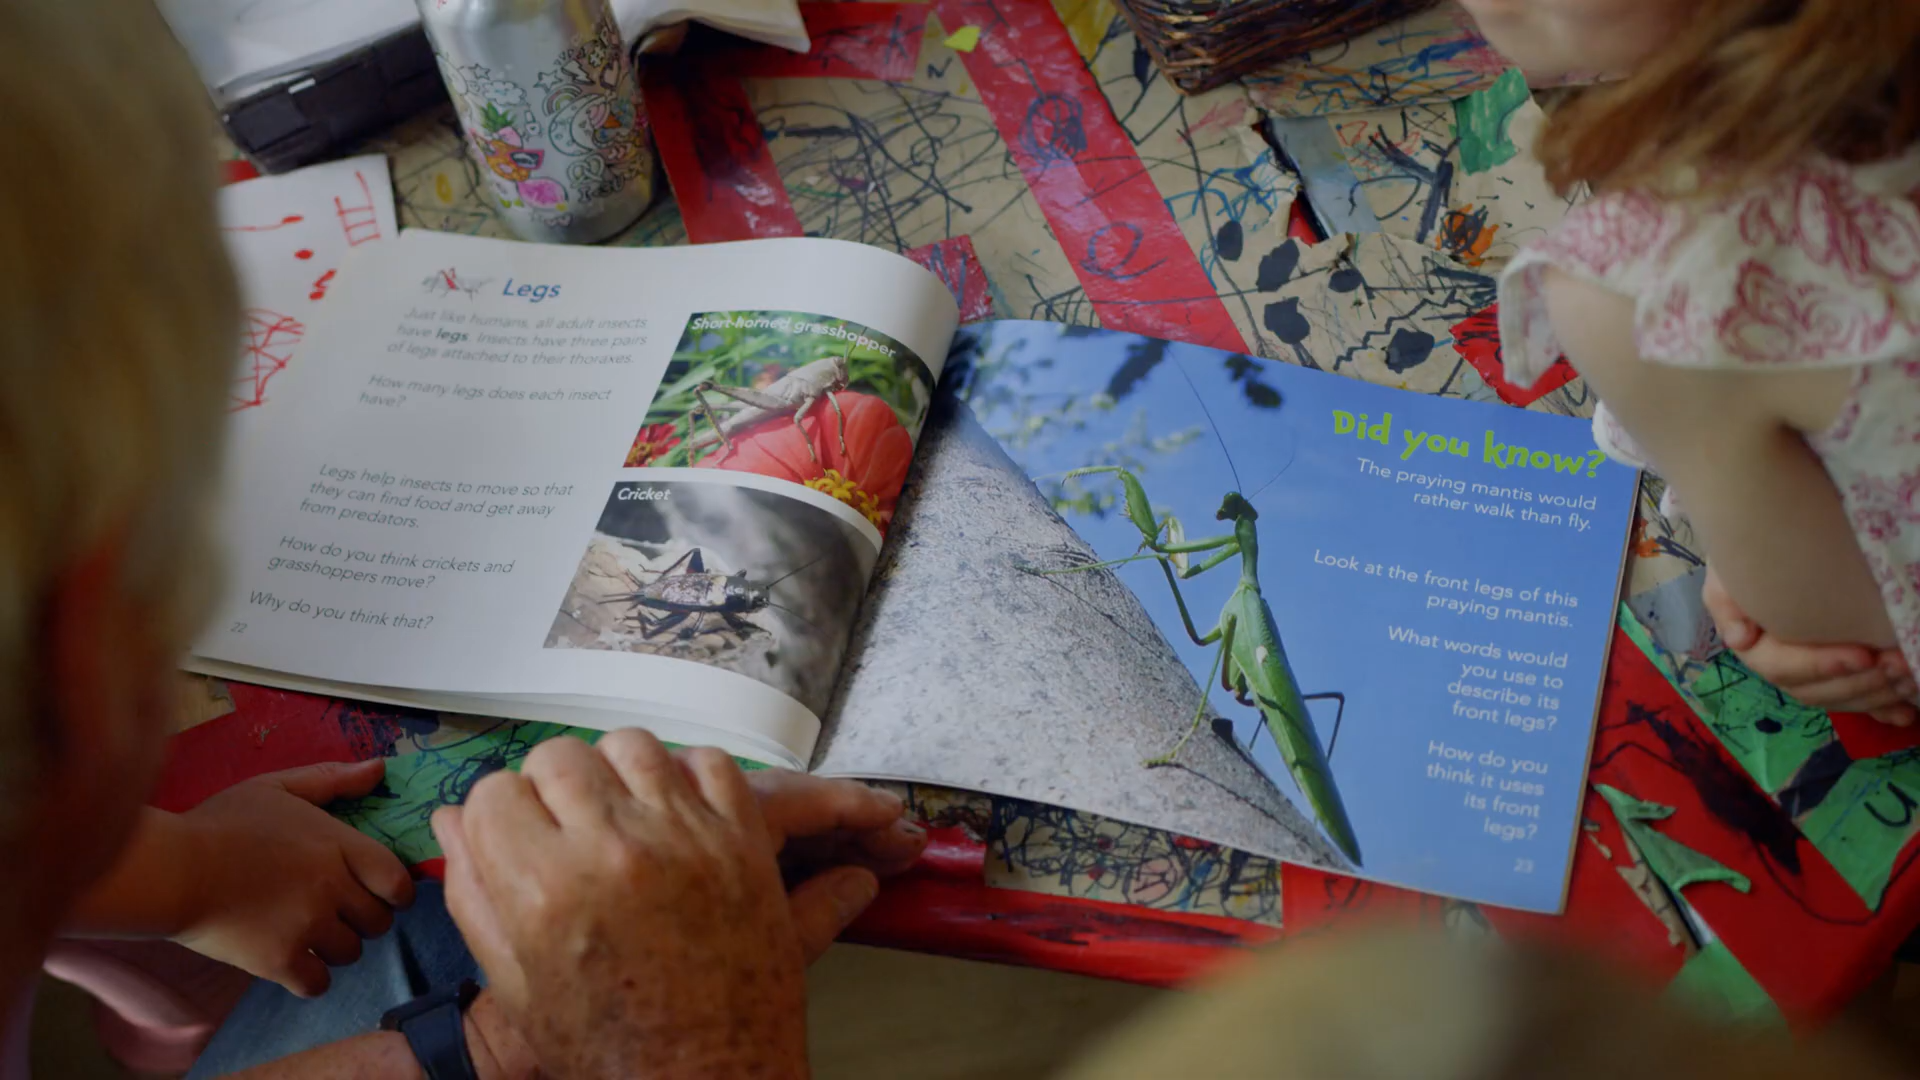 Legs
Just like humans, all adult insects
have legs. Insects have three pairs
of legs attached to their thoraxes.
How many legs does each insect
have?
Legs help insects to move so that
they can find food and get away
from predators.
How do you think crickets and
grasshoppers move?
Why do you think that?
22
Short-horned grasshopper
Cricket
Did you know?
The praying mantis would
rather walk than fly.
Look at the front legs of this
praying mantis.
What words would
you use to
describe its
front legs?
How do you
think it uses
its front
legs?
23